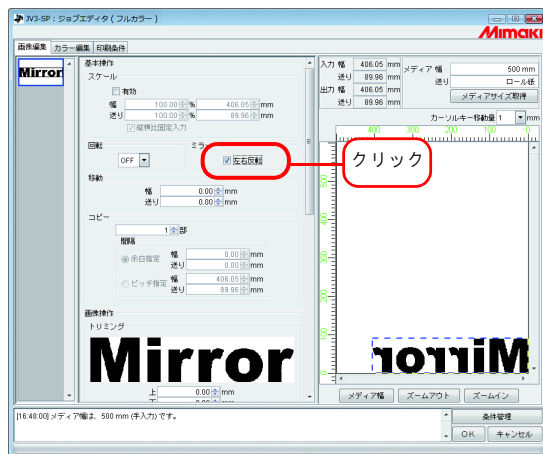 JV3-SP : ジョブエディタ ( フルカラー )
Mimaki
画像編集 カラー編集 印刷条件
Mirror
基本操作
スケール
有効
幅 100.00 % 406.05 mm
送り 100.00 % 89.96 mm
縦横比固定入力
回転
OFF
ミラー
左右反転
クリック
移動
幅 0.00 mm
送り 0.00 mm
コピー
1 部
間隔
余白指定 幅 0.00 mm
送り 0.00 mm
ピッチ指定 幅 406.05 mm
送り 89.96 mm
画像操作
トリミング
Mirror
上 0.00 mm
入力 幅 406.05 mm
送り 89.96 mm
出力 幅 406.05 mm
送り 89.96 mm
メディア 幅 500 mm
送り ロール紙
メディアサイズ取得
カーソルキー移動量 1 mm
400 300 200 100 0
500
400
300
200
100
0
Mirror
メディア幅 ズームアウト ズームイン
[16:48:00] メディア幅は、500 mm (手入力) です。
条件管理
OK キャンセル